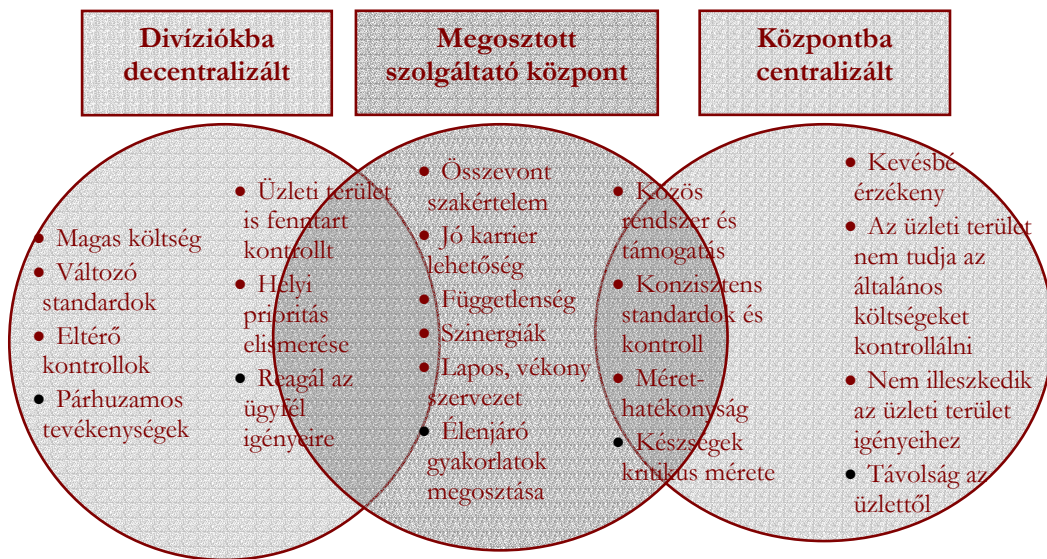 Divíziókba
decentralizált
Megosztott
szolgáltató központ
Központba
centralizált
• Magas költség
• Változó
standardok
• Eltérő
kontrollok
• Párhuzamos
tevékenységek
• Üzleti terület
is fenntart
kontrollt
• Helyi
prioritás
elismerése
• Reagál az
ügyfél
igényeire
• Összevont
szakértelem
• Jó karrier
lehetőség
• Függetlenség
• Szinergiák
• Lapos, vékony
szervezet
• Élenjáró
gyakorlatok
megosztása
• Közös
rendszer és
támogatás
• Konzisztens
standardok és
kontroll
• Méret-
hatékonyság
• Készségek
kritikus mérete
• Kevésbé
érzékeny
• Az üzleti terület
nem tudja az
általános
költségeket
kontrollálni
• Nem illeszkedik
az üzleti terület
igényeihez
• Távolság az
üzlettől